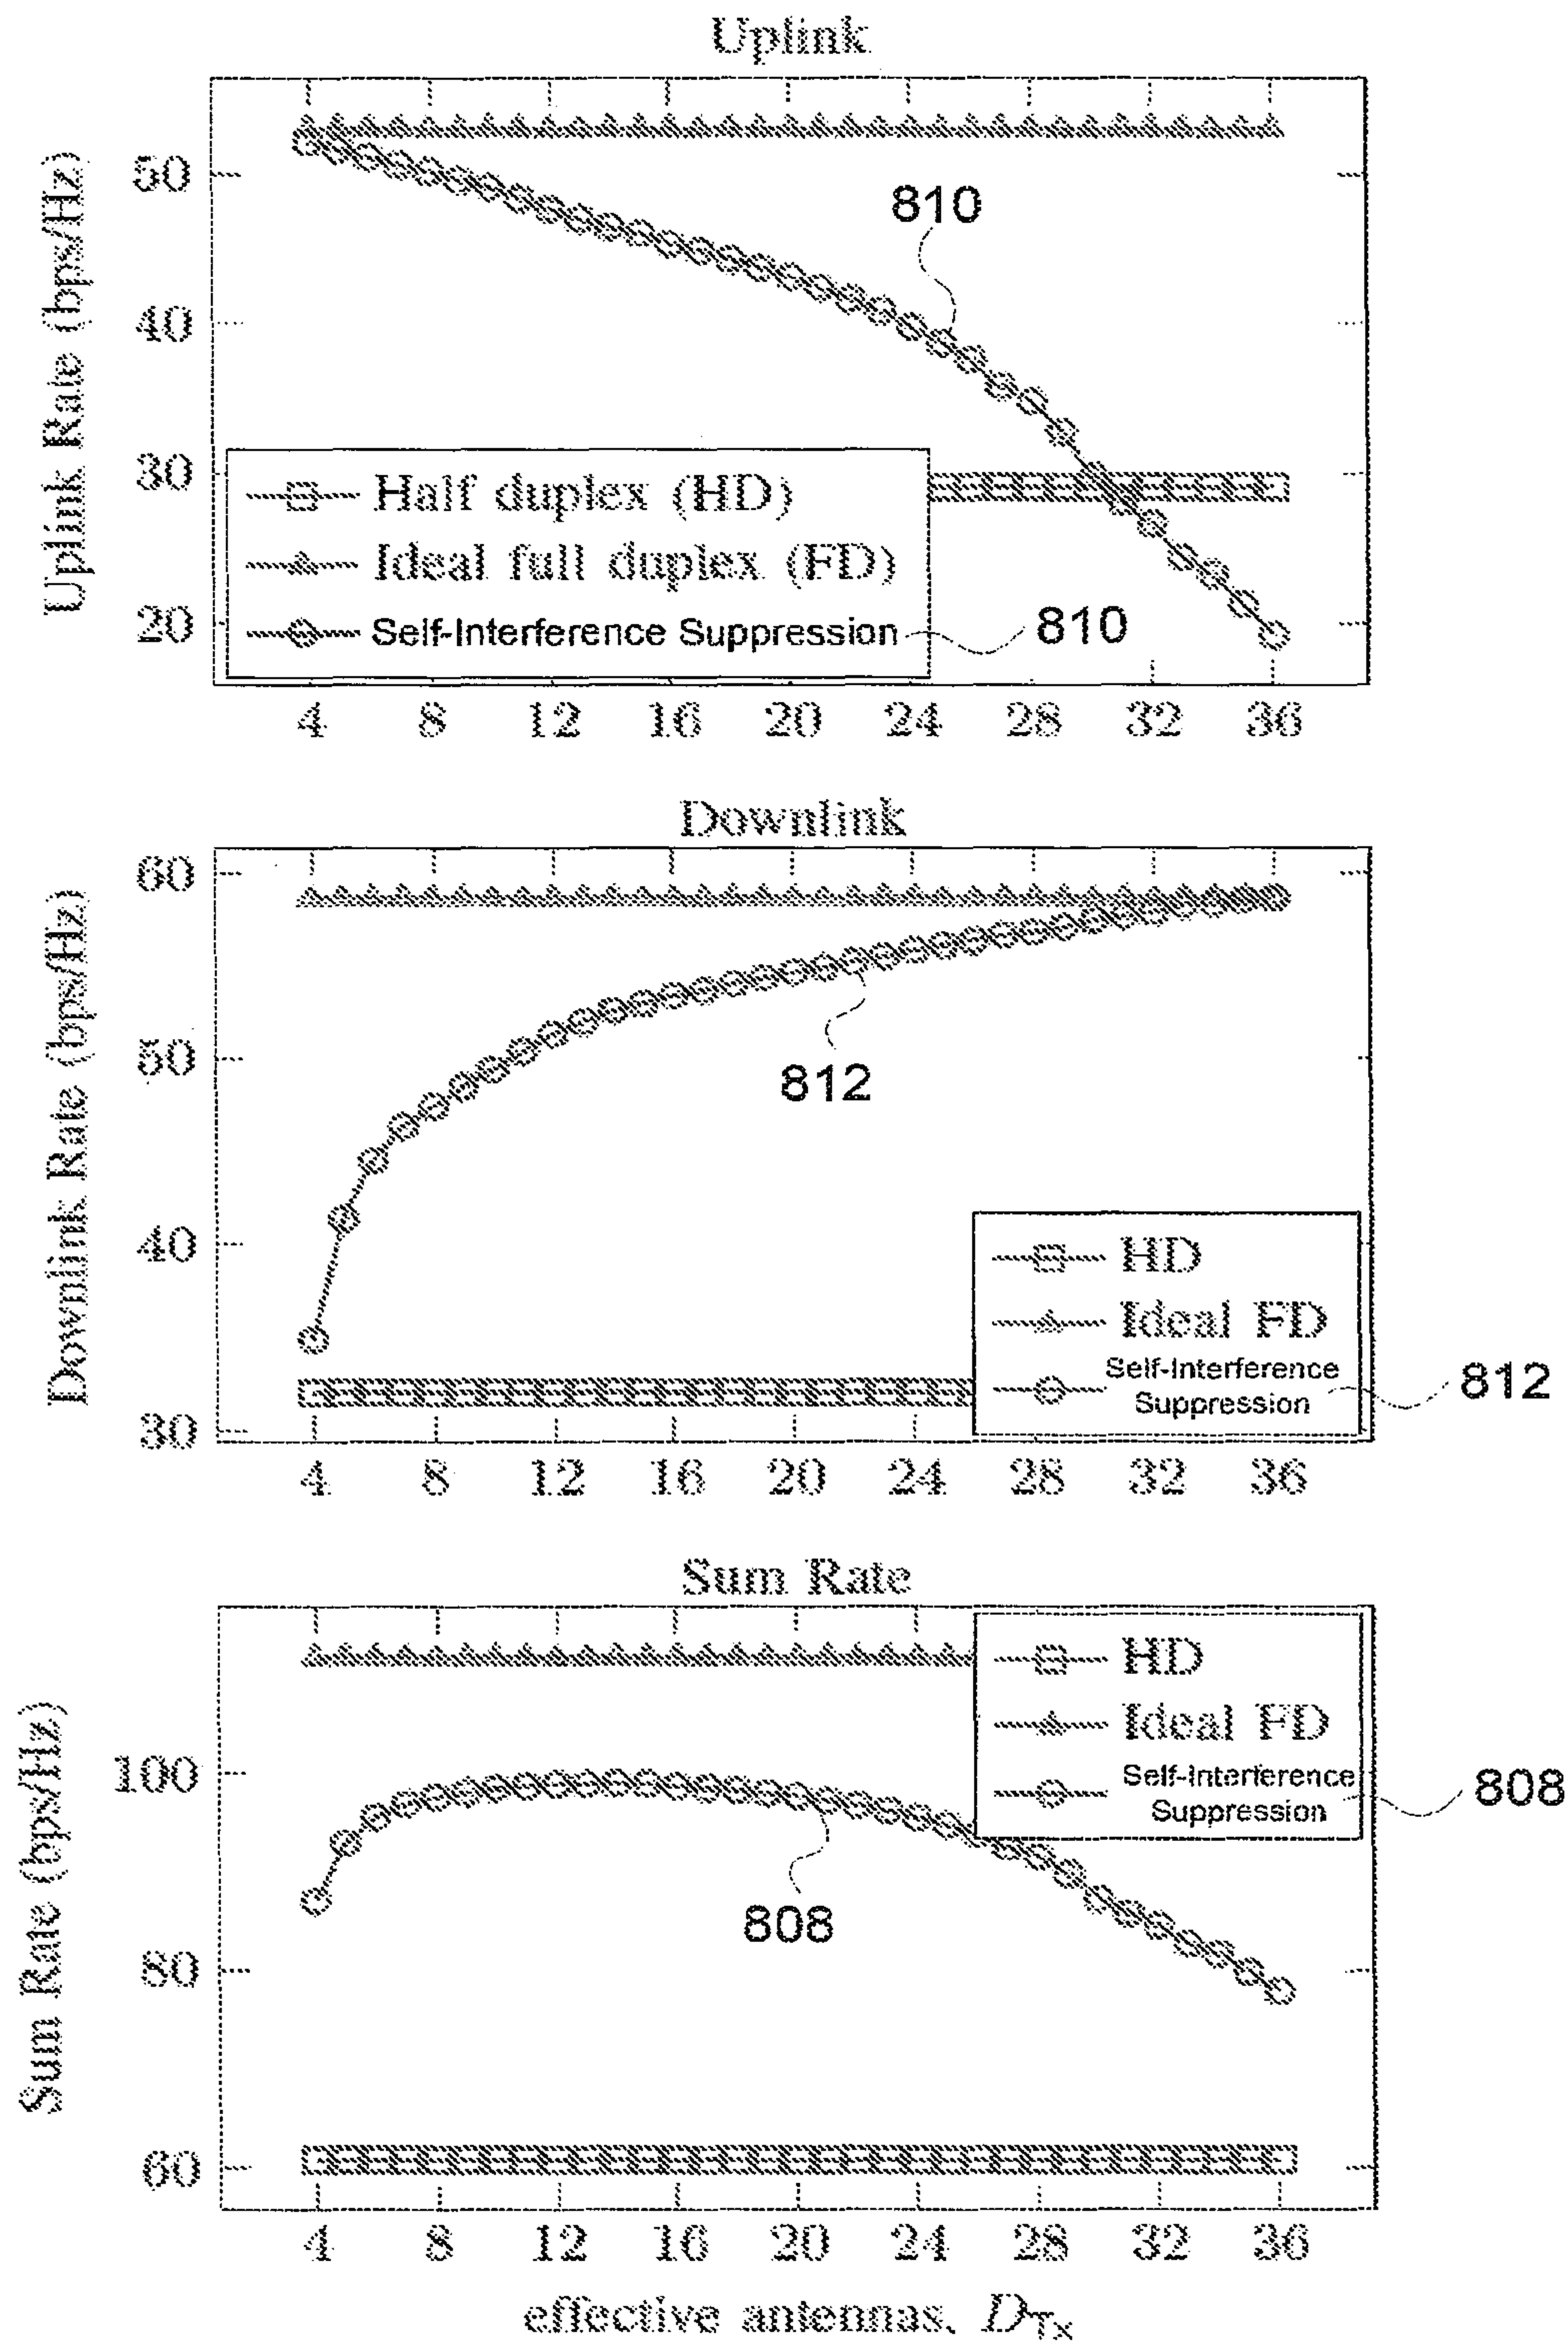 Uplink
Uplink Rate (bps/Hz)
50
40
30
20
810
Half duplex (HD)
Ideal full duplex (FD)
Self-Interference Suppression
810
4 8 12 16 20 24 28 32 36
Downlink
Downlink Rate (bps/Hz)
60
50
40
30
812
HD
Ideal FD
Self-Interference
Suppression
812
4 8 12 16 20 24 28 32 36
Sum Rate
Sum Rate (bps/Hz)
100
80
60
HD
Ideal FD
Self-Interference
Suppression
808
808
4 8 12 16 20 24 28 32 36
effective antennas, D_Tx